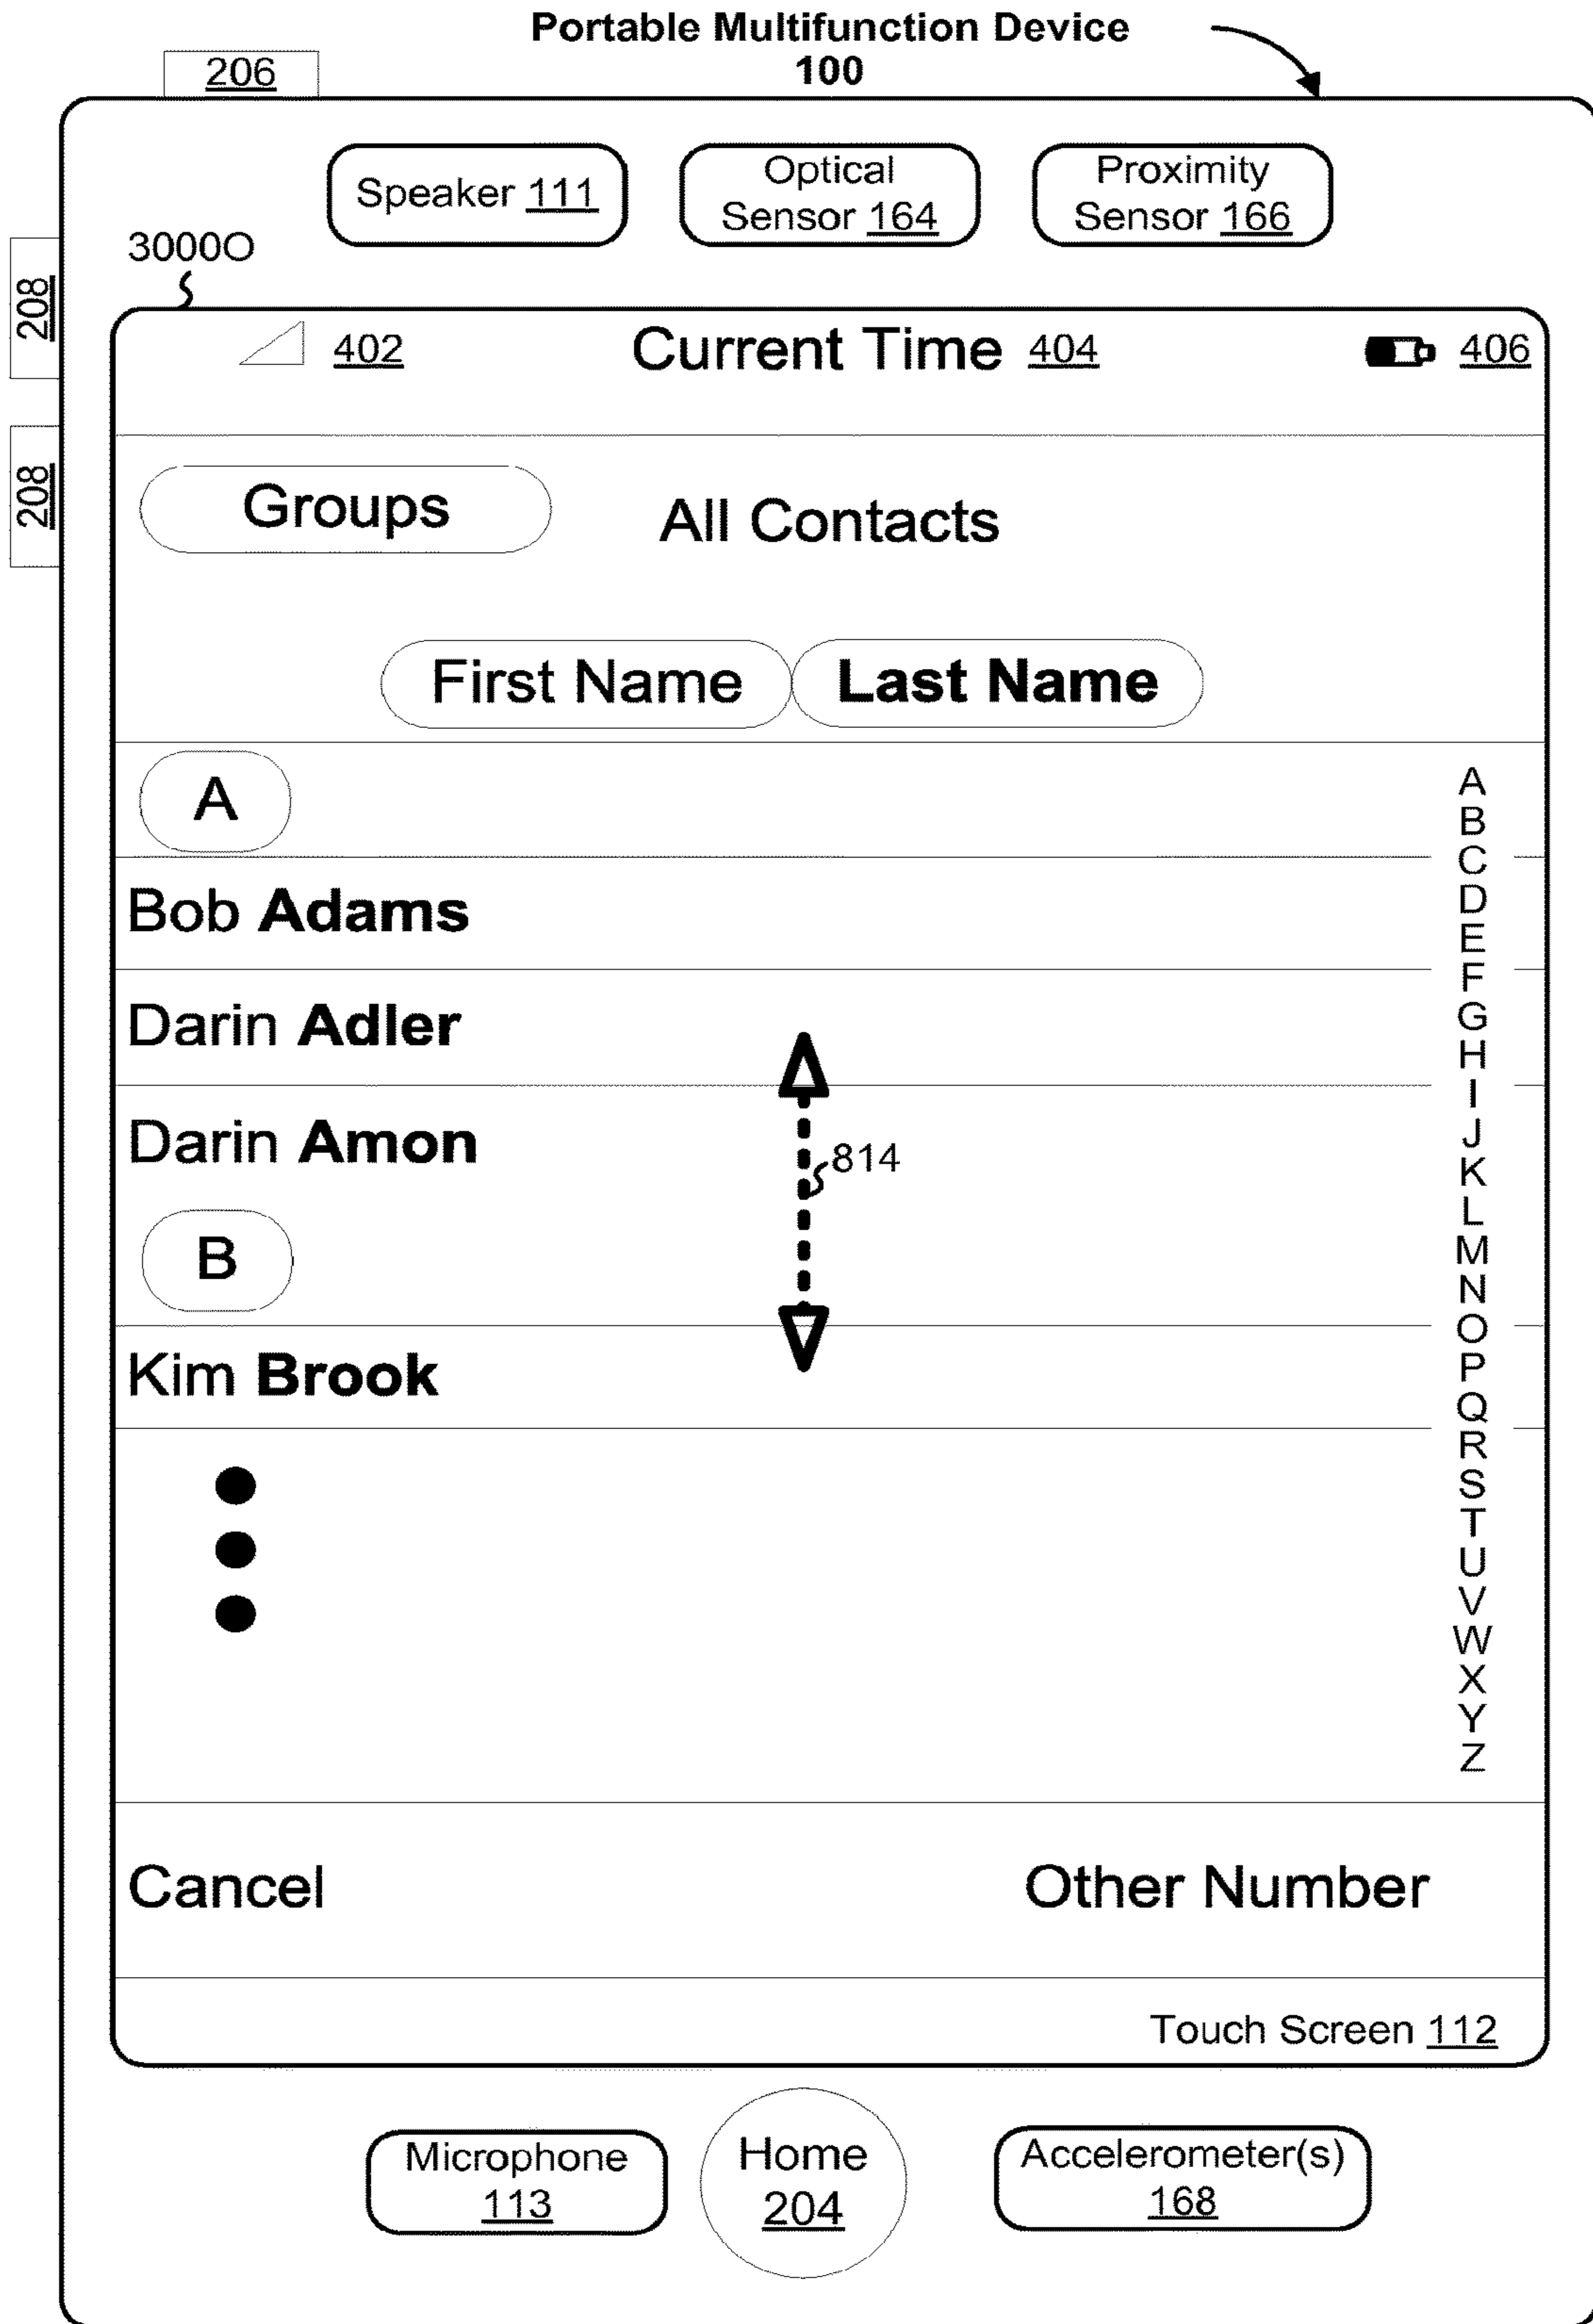 Portable Multifunction Device
100
206
Speaker 111
Optical
Sensor 164
Proximity
Sensor 166
3000O
208
208
402
Current Time 404
406
Groups
All Contacts
First Name
Last Name
A
Bob Adams
Darin Adler
Darin Amon
814
B
Kim Brook
A
B
C
D
E
F
G
H
I
J
K
L
M
N
O
P
Q
R
S
T
U
V
W
X
Y
Z
Cancel
Other Number
Touch Screen 112
Microphone
113
Home
204
Accelerometer(s)
168